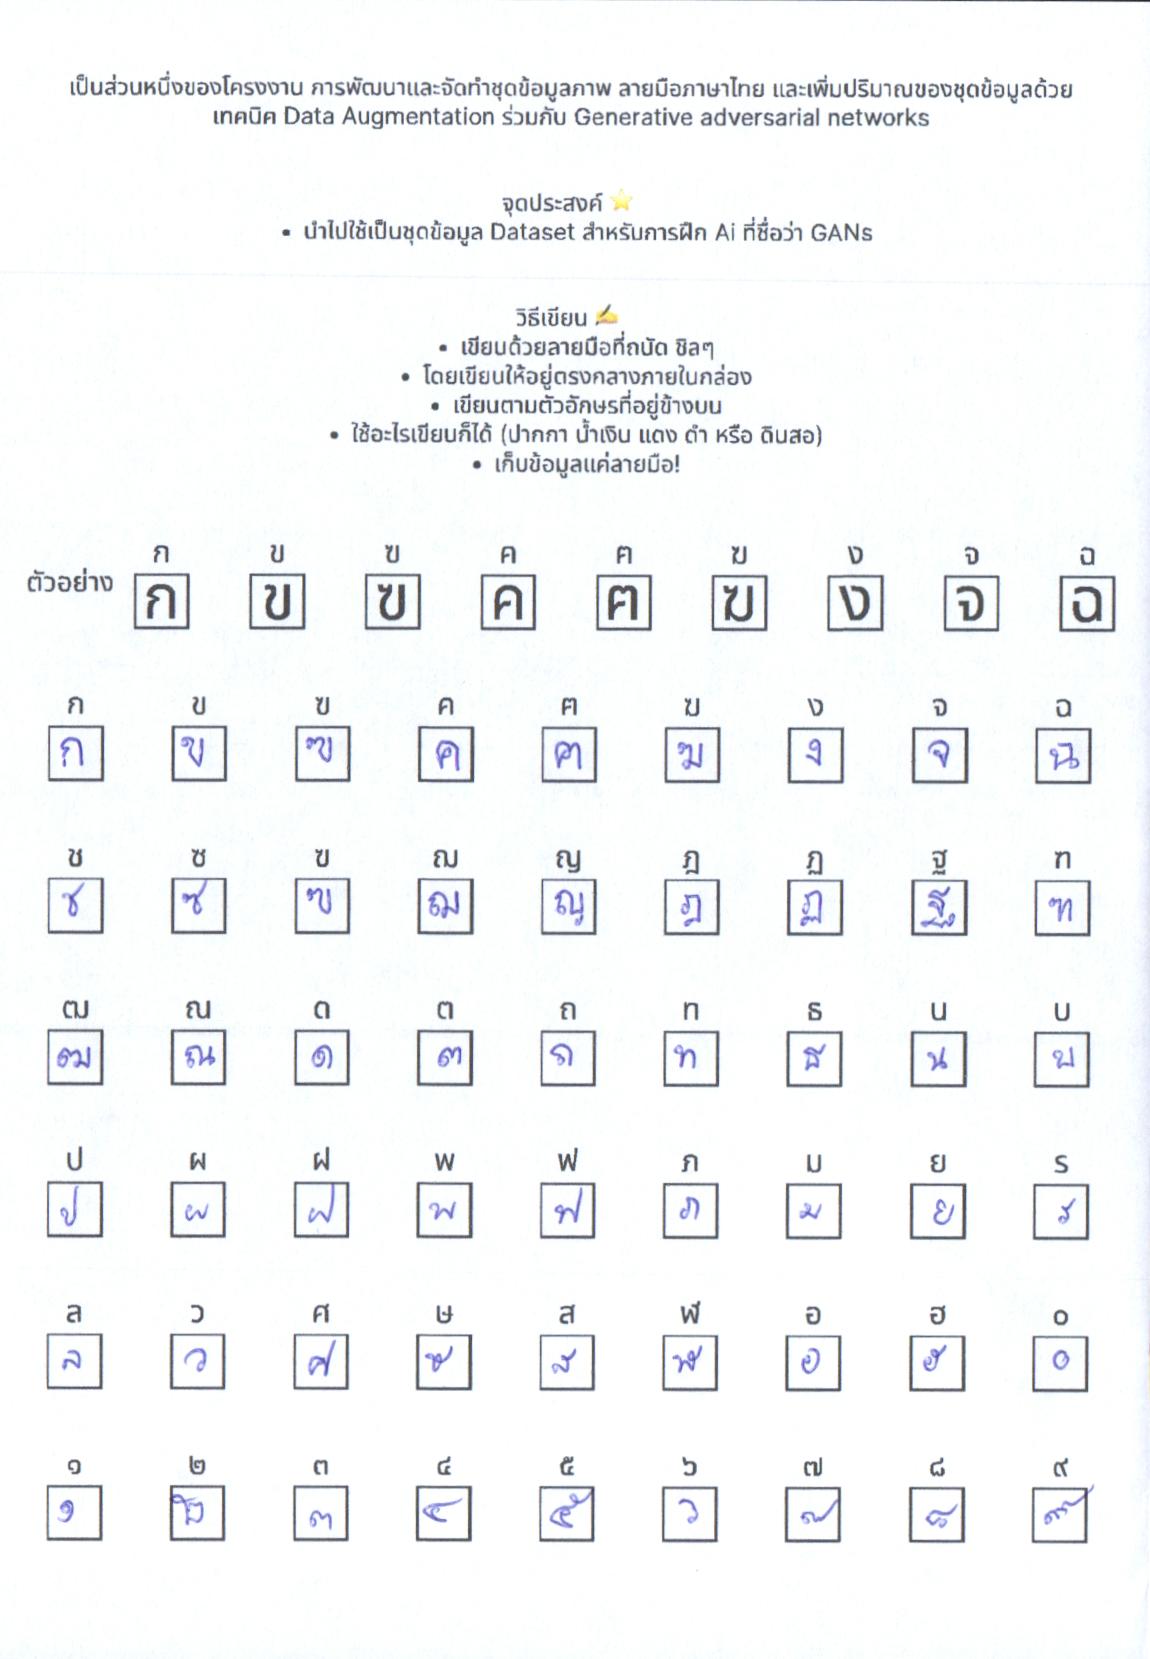 เป็นส่วนหนึ่งของโครงงาน การพัฒนาและจัดทำชุดข้อมูลภาพ ลายมือภาษาไทย และเพิ่มปริมาณของชุดข้อมูลด้วย
เทคนิค Data Augmentation ร่วมกับ Generative adversarial networks
จุดประสงค์ ⭐
• นำไปใช้เป็นชุดข้อมูล Dataset สำหรับการฝึก Ai ที่ชื่อว่า GANs
วิธีเขียน ✍
• เขียนด้วยลายมือที่ถนัด ชิลๆ
• โดยเขียนให้อยู่ตรงกลางภายในกล่อง
• เขียนตามตัวอักษรที่อยู่ข้างบน
• ใช้อะไรเขียนก็ได้ (ปากกา น้ำเงิน แดง ดำ หรือ ดินสอ)
• เก็บข้อมูลแค่ลายมือ!
ก ข ฃ ค ฅ ฆ ง จ ฉ
ตัวอย่าง ก ข ฃ ค ฅ ฆ ง จ ฉ
ก ข ฃ ค ฅ ฆ ง จ ฉ
ก ข ฃ ค ฅ ฆ ง จ ฉ
ช ซ ฃ ฌ ญ ฎ ฏ ฐ ฑ
ช ซ ฃ ฌ ญ ฎ ฏ ฐ ฑ
ฒ ณ ด ต ถ ท ธ น บ
ฒ ณ ด ต ถ ท ธ น บ
ป ผ ฝ พ ฟ ภ ม ย ร
ป ผ ฝ พ ฟ ภ ม ย ร
ล ว ศ ษ ส ฬ อ ฮ ๐
ล ว ศ ษ ส ฬ อ ฮ ๐
๑ ๒ ๓ ๔ ๕ ๖ ๗ ๘ ๙
๑ ๒ ๓ ๔ ๕ ๖ ๗ ๘ ๙